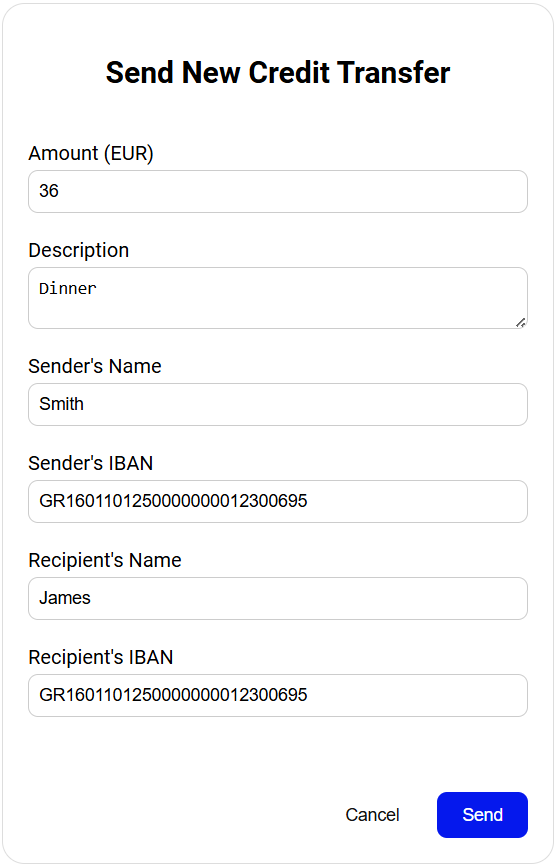 Send New Credit Transfer
Amount (EUR)
36
Description
Dinner
Sender's Name
Smith
Sender's IBAN
GR1601101250000000012300695
Recipient's Name
James
Recipient's IBAN
GR1601101250000000012300695
Cancel Send